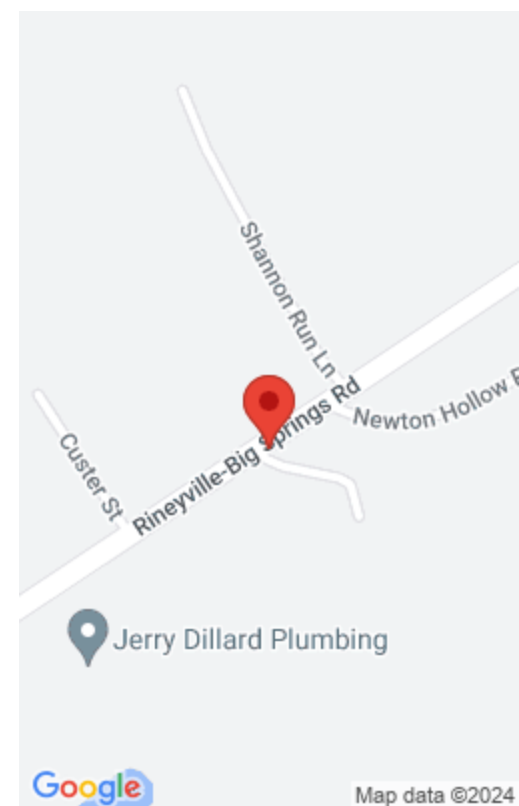 Shannon Run Ln
Newton Hollow
Rineyville-Big Springs Rd
Custer St
Jerry Dillard Plumbing
Google
Map data ©2024